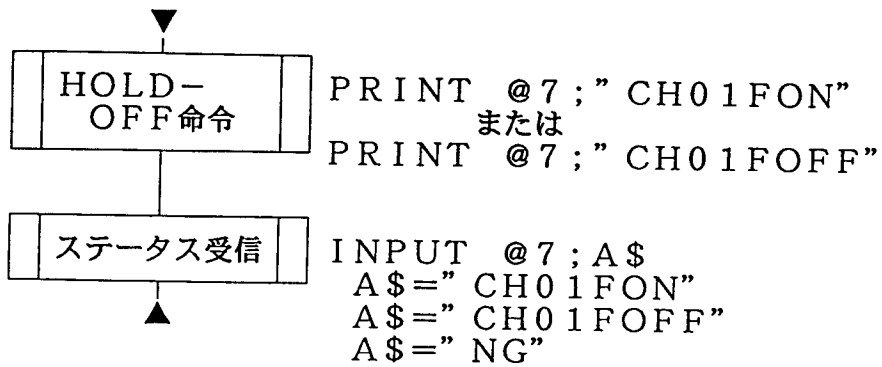 HOLD-
OFF命令
PRINT @7;"CH01FON"
または
PRINT @7;"CH01FOFF"
ステータス受信
INPUT @7;A$
A$="CH01FON"
A$="CH01FOFF"
A$="NG"